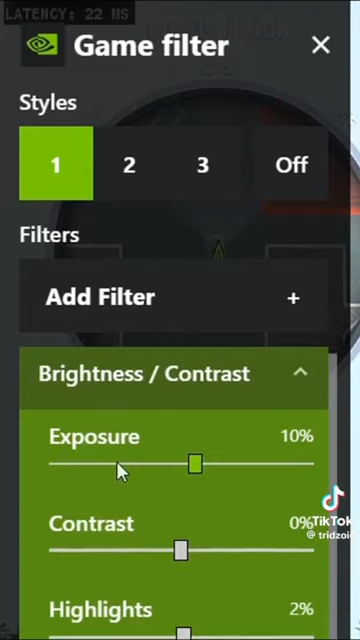 LATENCY: 22 MS
Game filter
Styles
1
2
3
Off
Filters
Add Filter
+
Brightness / Contrast
Exposure
10%
Contrast
0%
TikTok
@ tridzoid
Highlights
2%